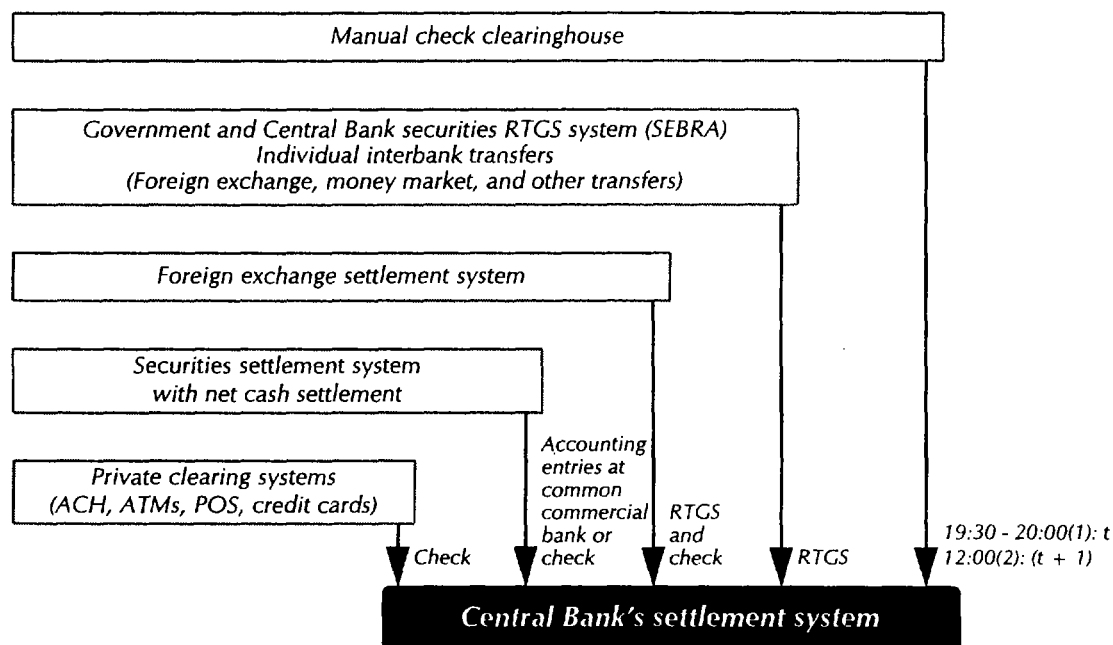 Manual check clearinghouse
Government and Central Bank securities RTGS system (SEBRA)
Individual interbank transfers
(Foreign exchange, money market, and other transfers)
Foreign exchange settlement system
Securities settlement system
with net cash settlement
Private clearing systems
(ACH, ATMs, POS, credit cards)
Check
Accounting
entries at
common
commercial
bank or
check
RTGS
and
check
RTGS
19:30 - 20:00(1): t
12:00(2): (t + 1)
Central Bank's settlement system